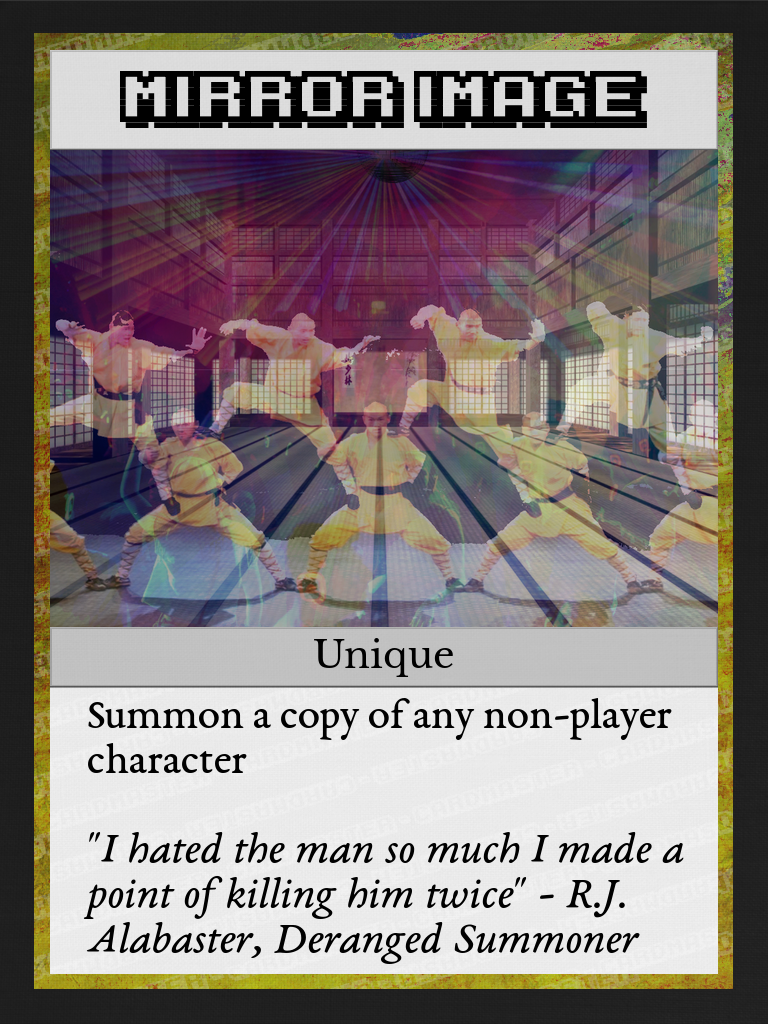 MIRROR IMAGE
Unique
Summon a copy of any non-player
character
"I hated the man so much I made a
point of killing him twice" - R.J.
Alabaster, Deranged Summoner